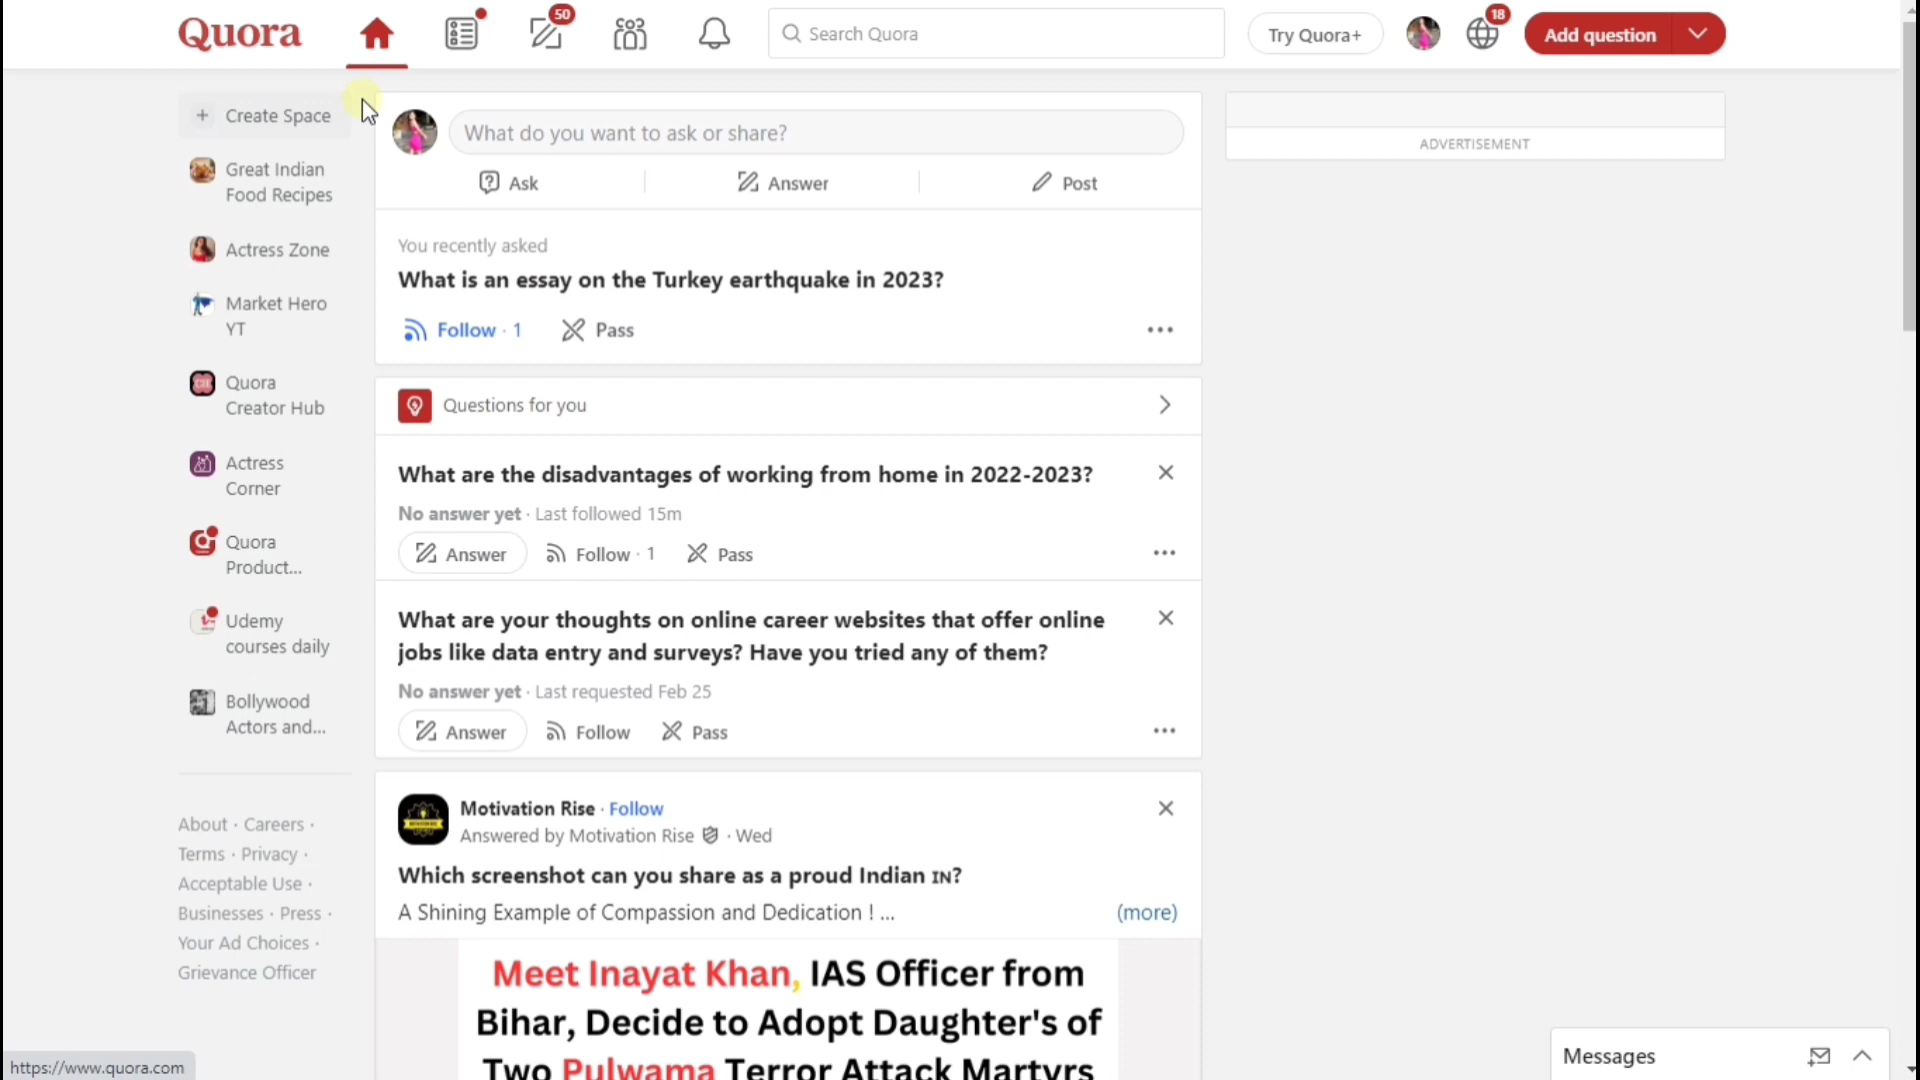 Quora
50
Search Quora
Try Quora+
18
Add question
Create Space
Great Indian
Food Recipes
Actress Zone
Market Hero
YT
Quora
Creator Hub
Actress
Corner
Quora
Product...
Udemy
courses daily
Bollywood
Actors and...
About · Careers ·
Terms · Privacy ·
Acceptable Use ·
Businesses · Press ·
Your Ad Choices ·
Grievance Officer
What do you want to ask or share?
Ask
Answer
Post
You recently asked
What is an essay on the Turkey earthquake in 2023?
Follow · 1
Pass
Questions for you
What are the disadvantages of working from home in 2022-2023?
No answer yet · Last followed 15m
Answer
Follow · 1
Pass
What are your thoughts on online career websites that offer online
jobs like data entry and surveys? Have you tried any of them?
No answer yet · Last requested Feb 25
Answer
Follow
Pass
Motivation Rise · Follow
Answered by Motivation Rise · Wed
Which screenshot can you share as a proud Indian IN?
A Shining Example of Compassion and Dedication ! ...
(more)
Meet Inayat Khan, IAS Officer from
Bihar, Decide to Adopt Daughter's of
Two Pulwama Terror Attack Martyrs
ADVERTISEMENT
Messages
https://www.quora.com